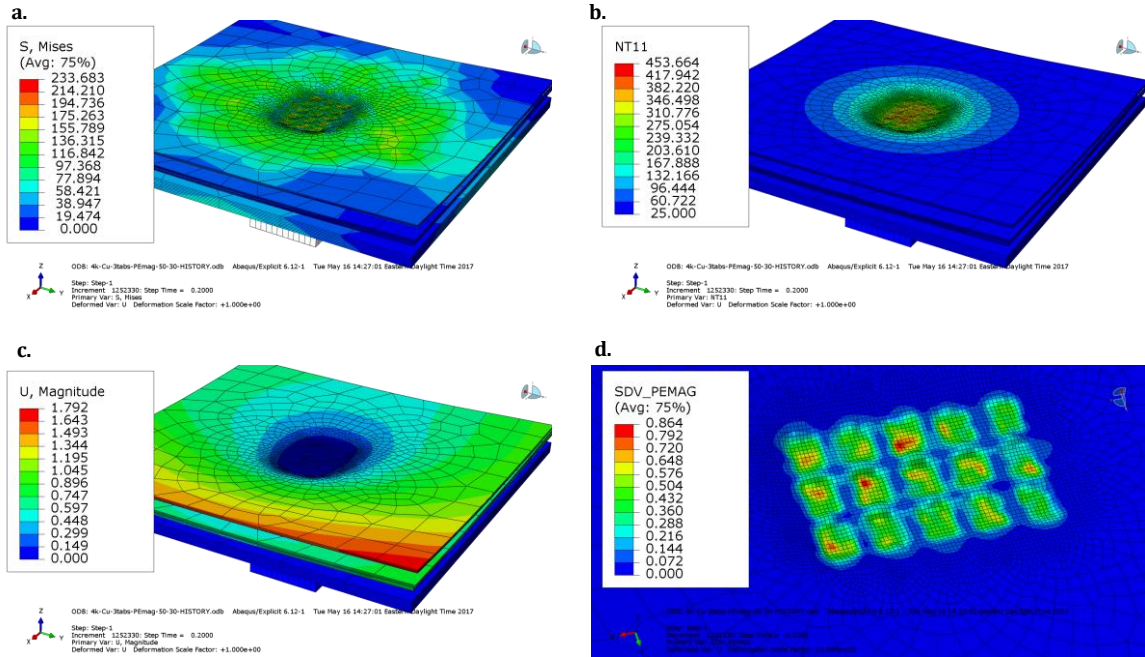 a.
S, Mises
(Avg: 75%)
233.683
214.210
194.736
175.263
155.789
136.315
116.842
97.368
77.894
58.421
38.947
19.474
0.000
Z
X
Y
ODB: 4k-Cu-3tabs-PEmag-50-30-HISTORY.odb Abaqus/Explicit 6.12-1 Tue May 16 14:27:01 Eastern Daylight Time 2017
Step: Step-1
Increment 1252330: Step Time = 0.2000
Primary Var: S, Mises
Deformed Var: U Deformation Scale Factor: +1.000e+00
b.
NT11
453.664
417.942
382.220
346.498
310.776
275.054
239.332
203.610
167.888
132.166
96.444
60.722
25.000
Z
X
Y
ODB: 4k-Cu-3tabs-PEmag-50-30-HISTORY.odb Abaqus/Explicit 6.12-1 Tue May 16 14:27:01 Eastern Daylight Time 2017
Step: Step-1
Increment 1252330: Step Time = 0.2000
Primary Var: NT11
Deformed Var: U Deformation Scale Factor: +1.000e+00
c.
U, Magnitude
1.792
1.643
1.493
1.344
1.195
1.045
0.896
0.747
0.597
0.448
0.299
0.149
0.000
Z
X
Y
ODB: 4k-Cu-3tabs-PEmag-50-30-HISTORY.odb Abaqus/Explicit 6.12-1 Tue May 16 14:27:01 Eastern Daylight Time 2017
Step: Step-1
Increment 1252330: Step Time = 0.2000
Primary Var: U, Magnitude
Deformed Var: U Deformation Scale Factor: +1.000e+00
d.
SDV_PEMAG
(Avg: 75%)
0.864
0.792
0.720
0.648
0.576
0.504
0.432
0.360
0.288
0.216
0.144
0.072
0.000